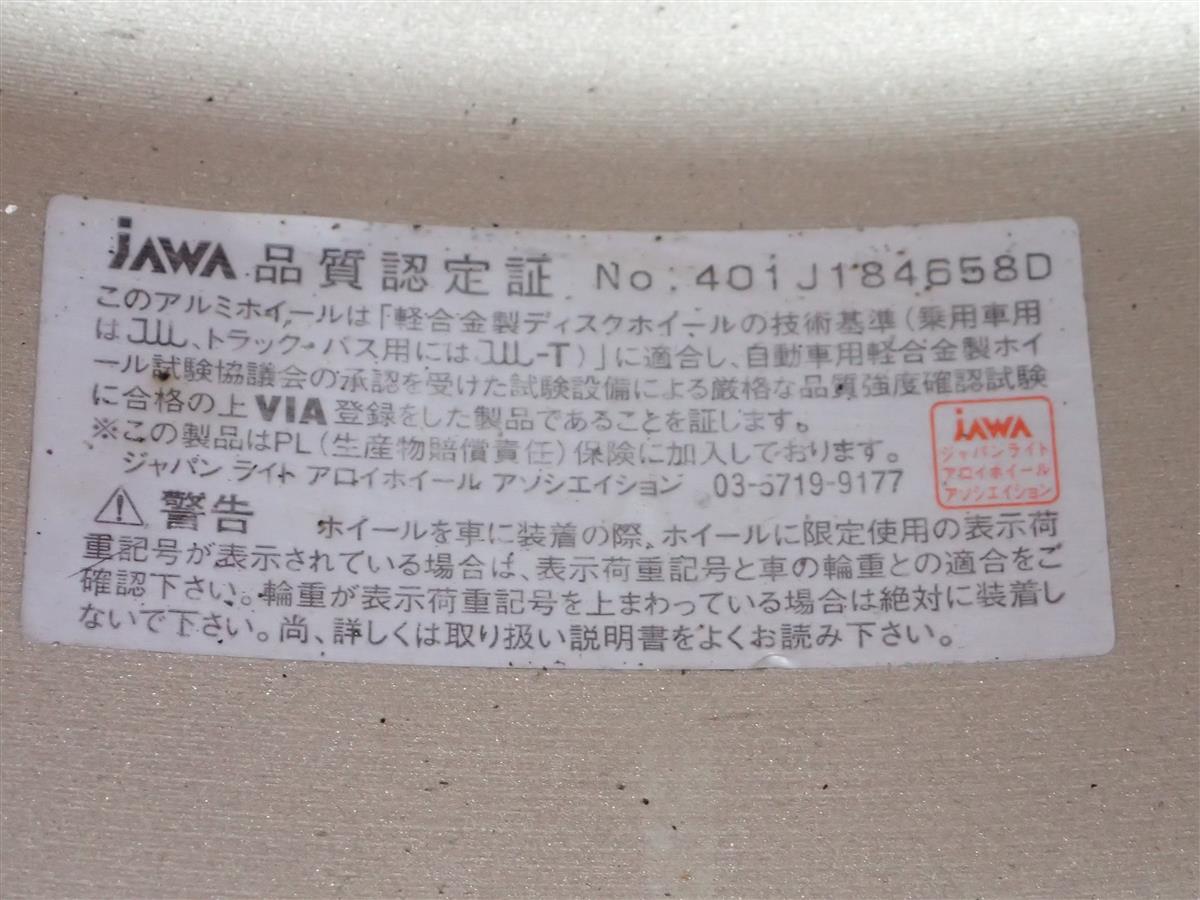 JAWA 品質認定証 No. 401J184658D
このアルミホイールは「軽合金製ディスクホイールの技術基準(乗用車用
はJWL、トラック・バス用にはJWL-T)」に適合し、自動車用軽合金製ホイ
ール試験協議会の承認を受けた試験設備による厳格な品質強度確認試験
に合格の上VIA登録をした製品であることを証します。
※この製品はPL(生産物賠償責任)保険に加入しております。
ジャパン ライト アロイホイール アソシエイション 03-5719-9177
JAWA
ジャパンライト
アロイホイール
アソシエイション
警告 ホイールを車に装着の際、ホイールに限定使用の表示荷
重記号が表示されている場合は、表示荷重記号と車の輪重との適合をご
確認下さい。輪重が表示荷重記号を上まわっている場合は絶対に装着し
ないで下さい。尚、詳しくは取り扱い説明書をよくお読み下さい。